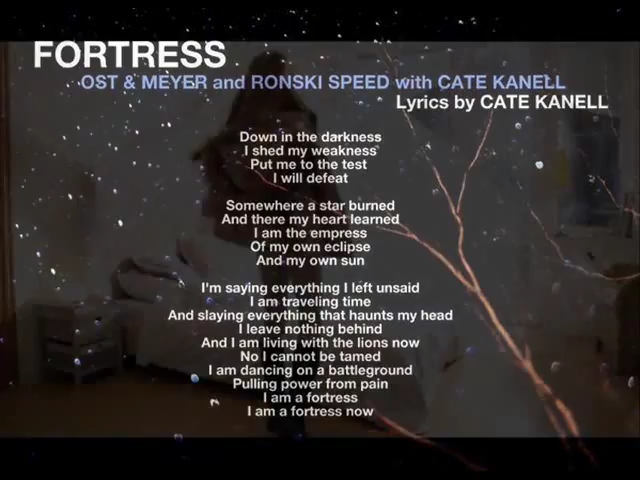 FORTRESS
OST & MEYER and RONSKI SPEED with CATE KANELL
Lyrics by CATE KANELL
Down in the darkness
I shed my weakness
Put me to the test
I will defeat
Somewhere a star burned
And there my heart learned
I am the empress
Of my own eclipse
And my own sun
I'm saying everything I left unsaid
I am traveling time
And slaying everything that haunts my head
I leave nothing behind
And I am living with the lions now
No I cannot be tamed
I am dancing on a battleground
Pulling power from pain
I am a fortress
I am a fortress now